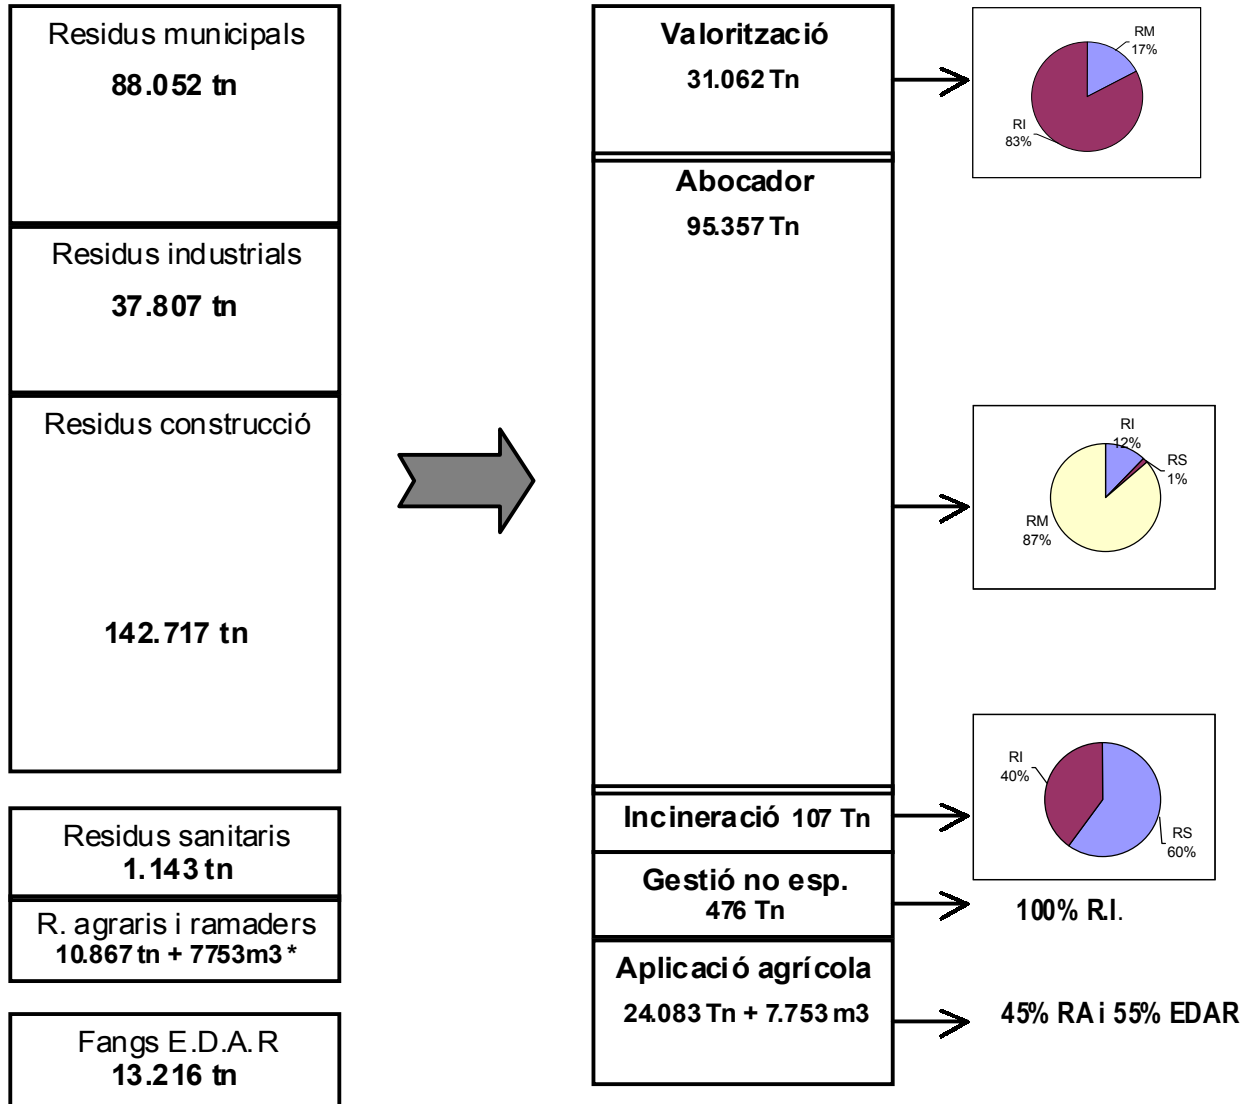 Residus municipals
88.052 tn
Residus industrials
37.807 tn
Residus construcció
142.717 tn
Residus sanitaris
1.143 tn
R. agraris i ramaders
10.867 tn + 7753m3 *
Fangs E.D.A.R
13.216 tn
Valorització
31.062 Tn
Abocador
95.357 Tn
Incineració 107 Tn
Gestió no esp.
476 Tn
Aplicació agrícola
24.083 Tn + 7.753 m3
RM
17%
RI
83%
RI
12%
RS
1%
RM
87%
RI
40%
RS
60%
100% R.I.
45% RA i 55% EDAR